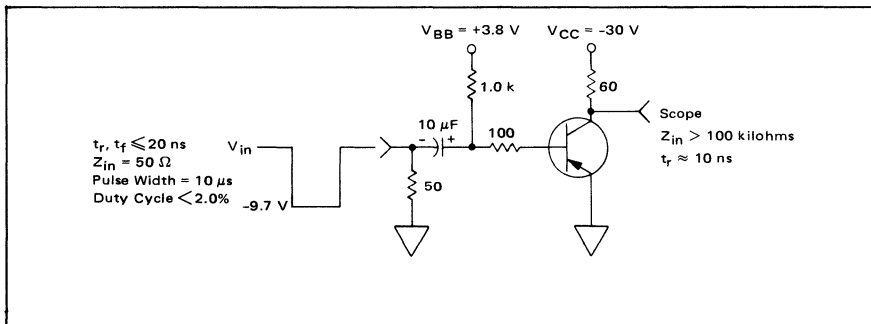 V_BB = +3.8 V
V_CC = -30 V
1.0 k
60
10 μF
Scope
Z_in > 100 kilohms
t_r ≈ 10 ns
t_r, t_f ⩽ 20 ns
Z_in = 50 Ω
Pulse Width = 10 μs
Duty Cycle < 2.0%
V_in
-9.7 V
- +
100
50